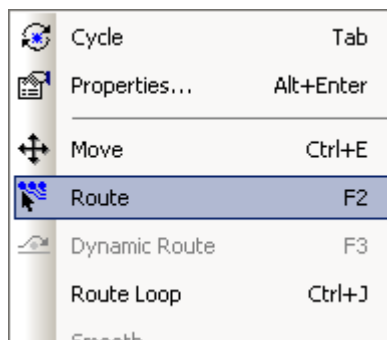 Cycle Tab
Properties... Alt+Enter
Move Ctrl+E
Route F2
Dynamic Route F3
Route Loop Ctrl+J